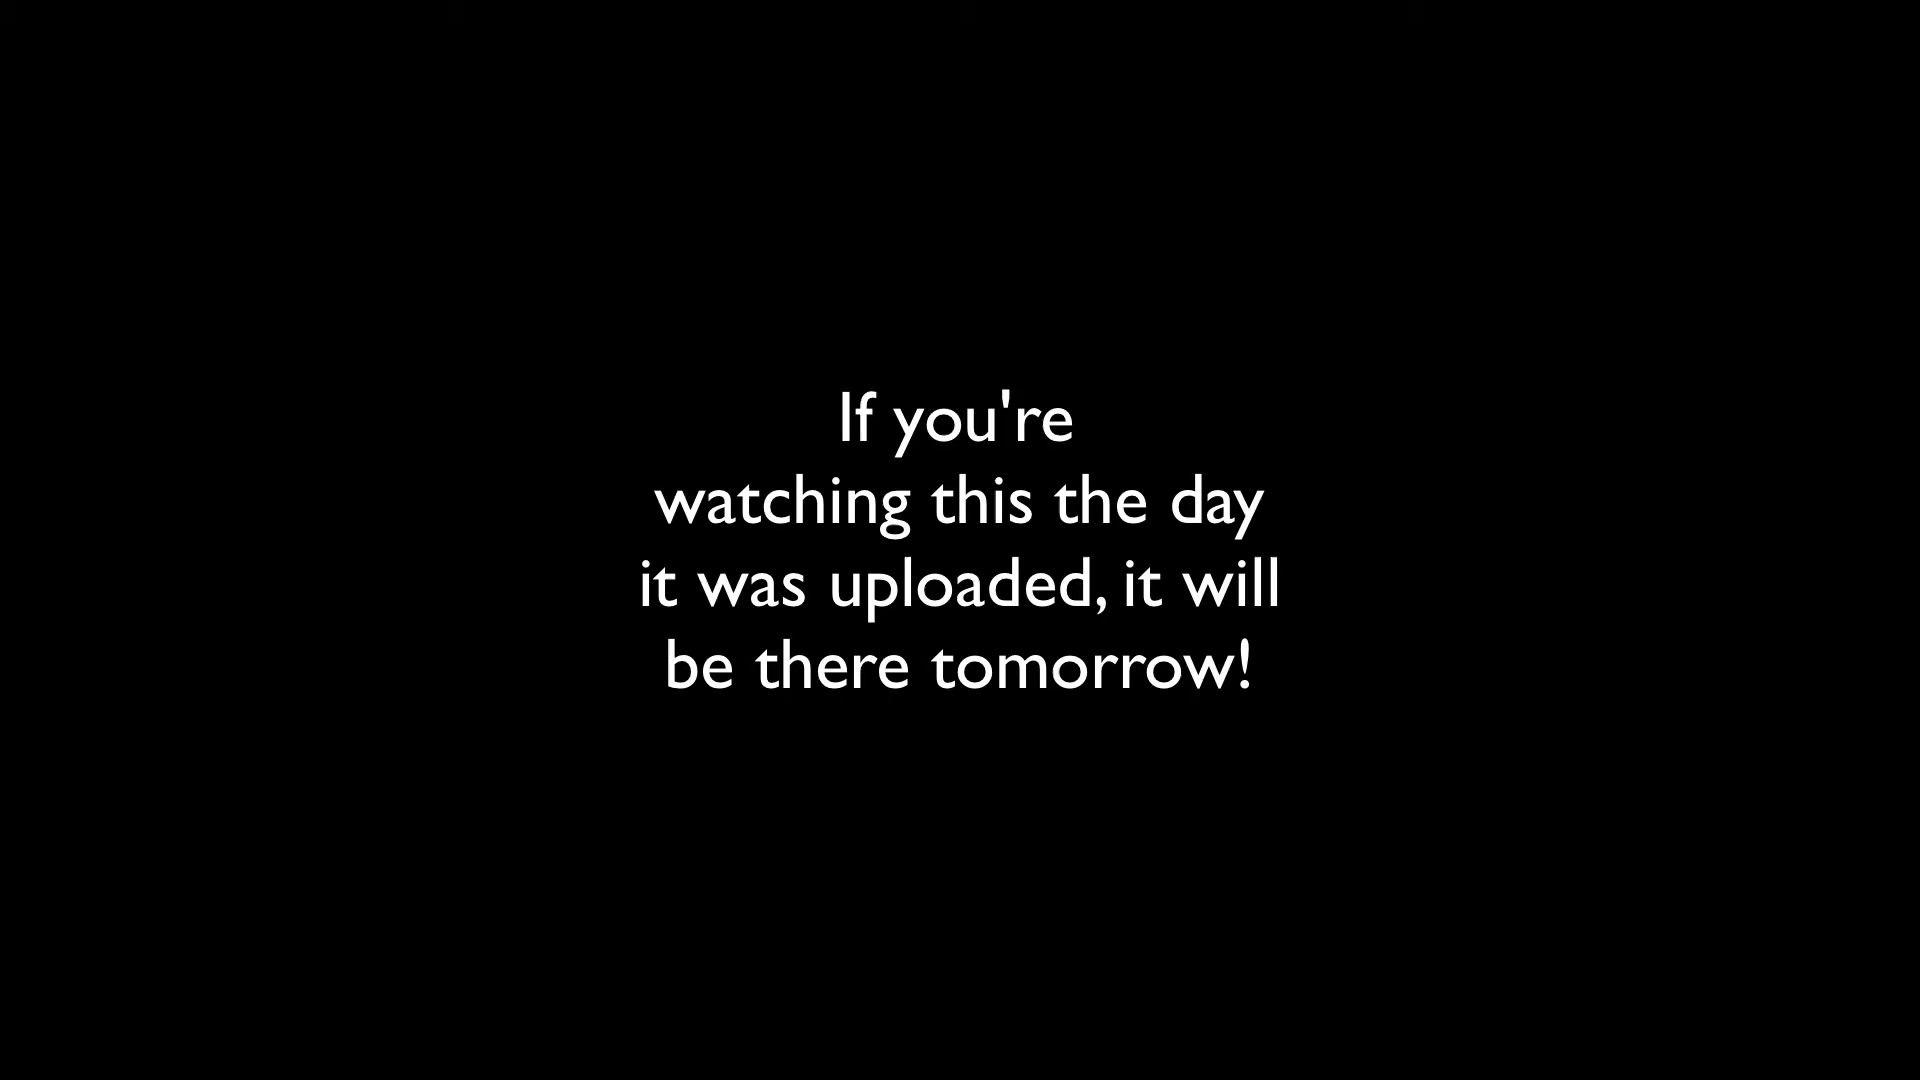 If you're
watching this the day
it was uploaded, it will
be there tomorrow!